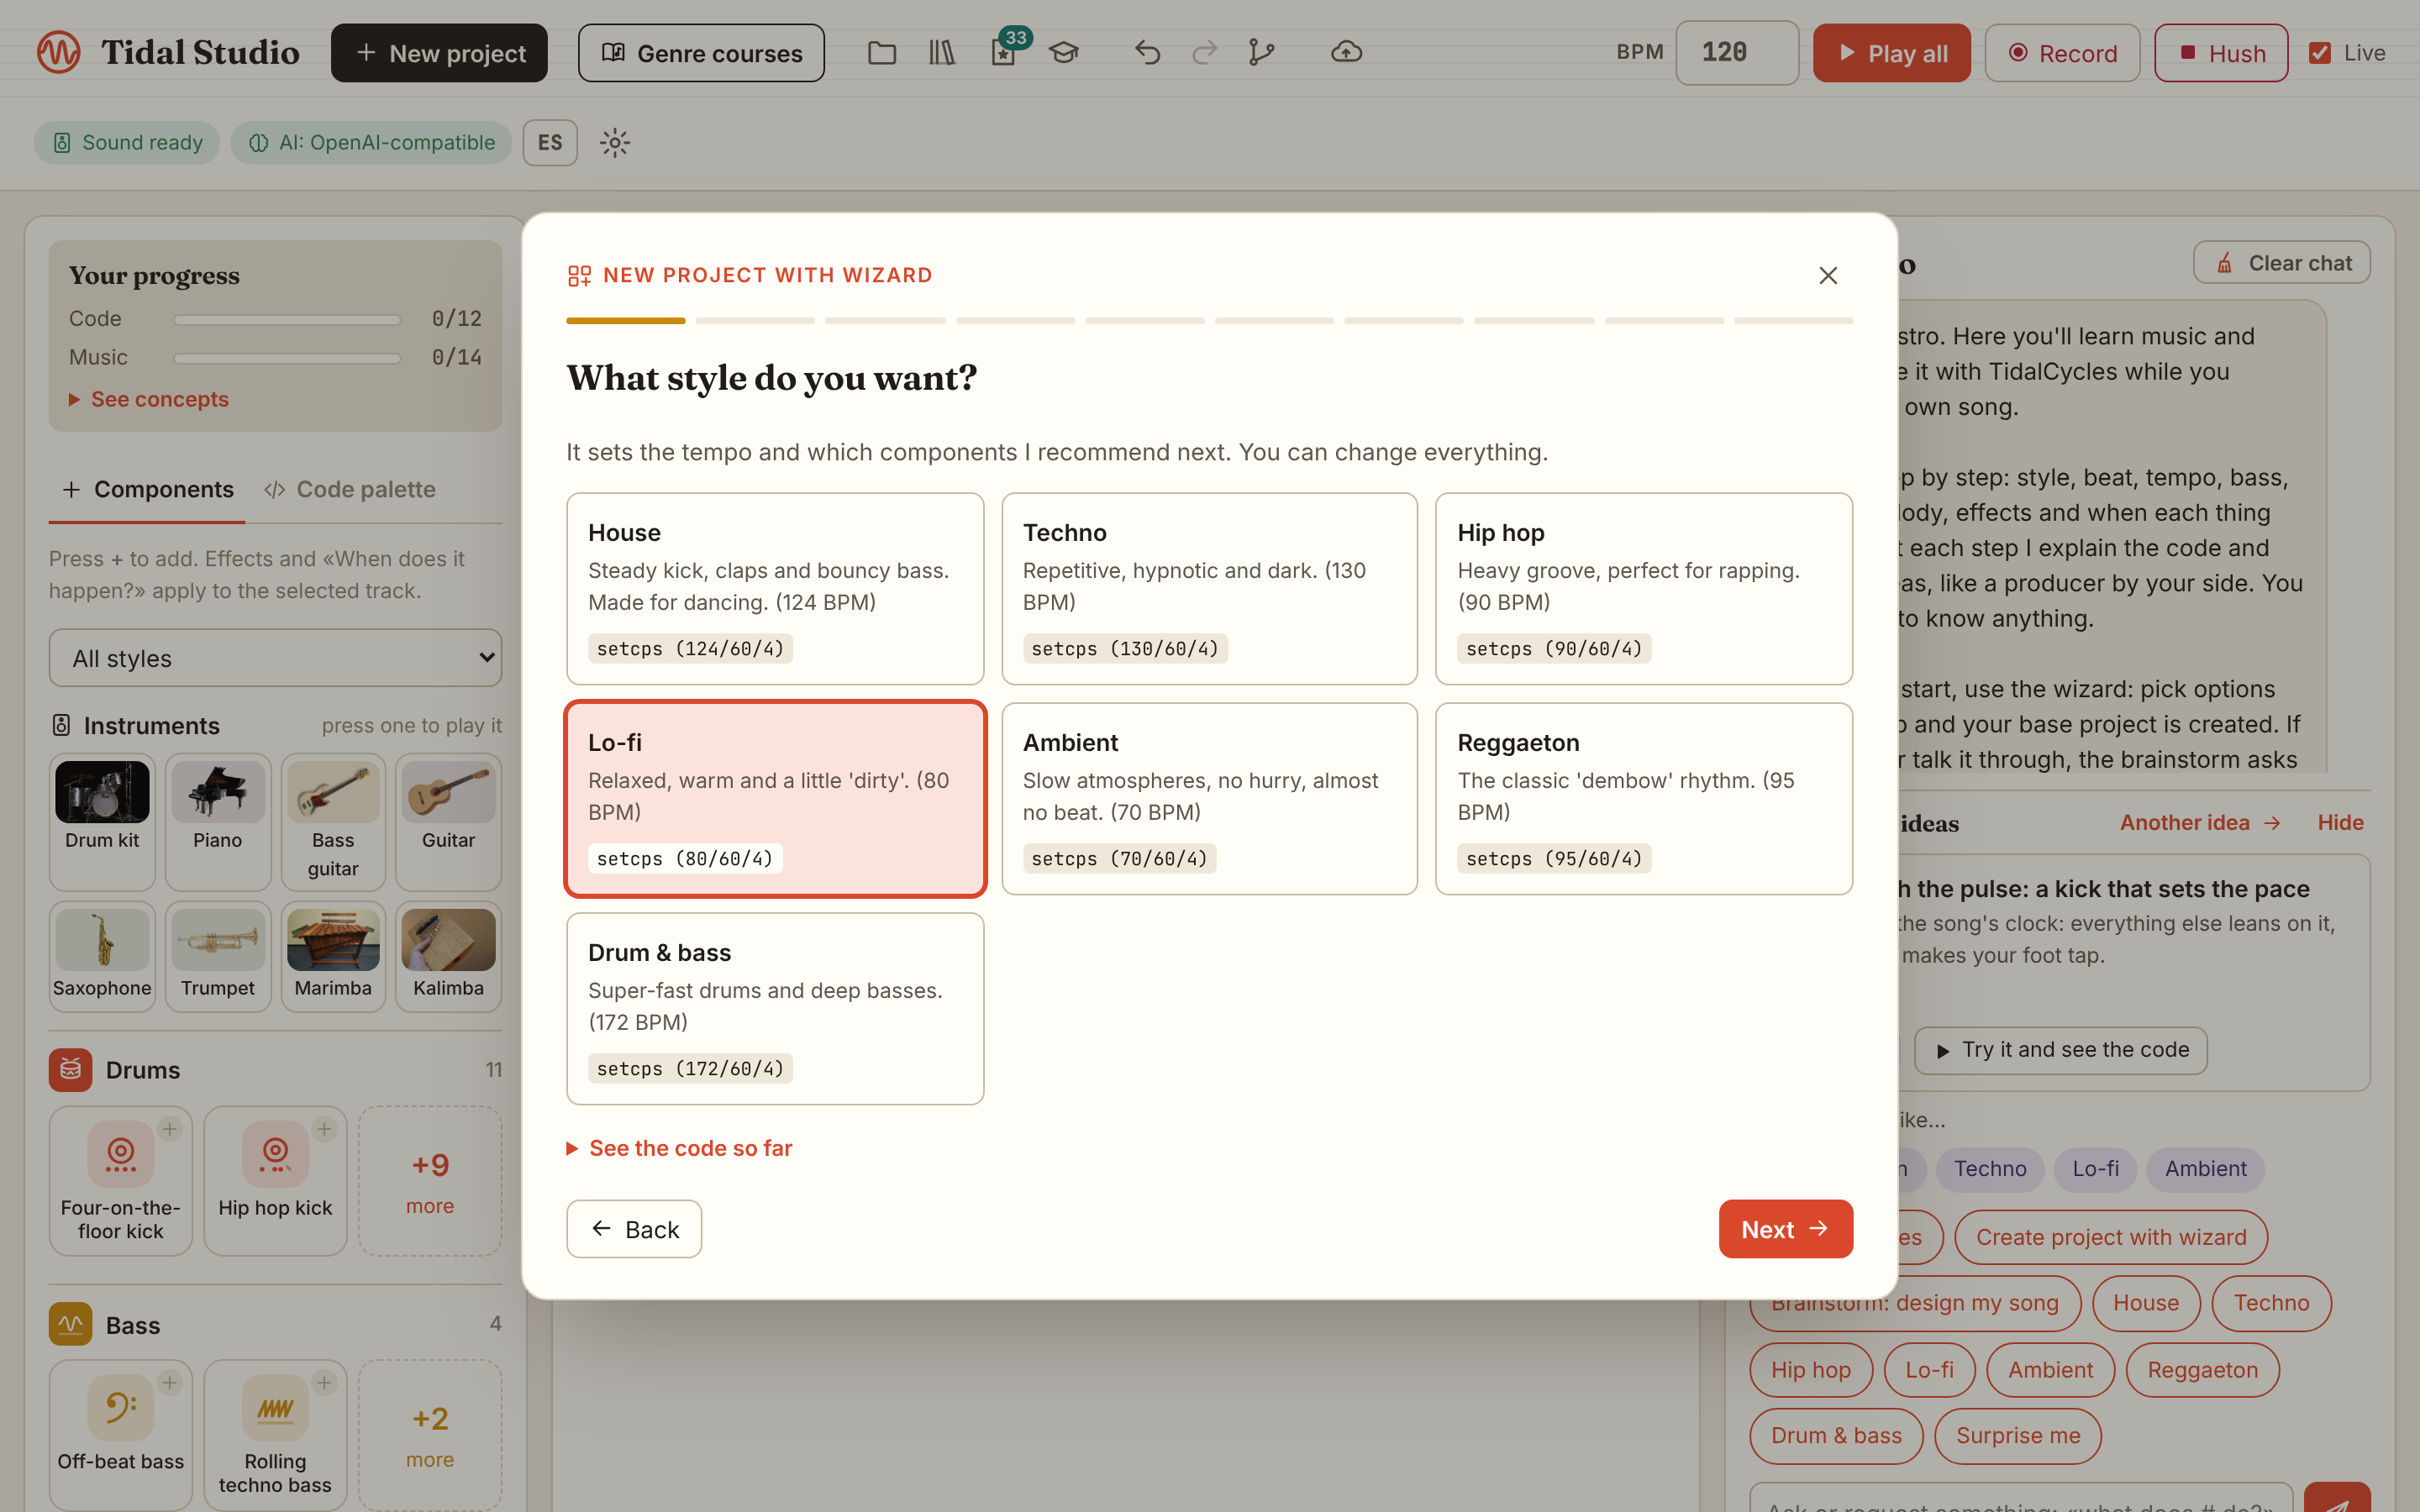 Tidal Studio
New project
Genre courses
33
BPM
120
Play all
Record
Hush
Live
Sound ready
AI: OpenAI-compatible
ES
Your progress
Code
0/12
Music
0/14
See concepts
Components
Code palette
Press + to add. Effects and «When does it
happen?» apply to the selected track.
All styles
Instruments
press one to play it
Drum kit
Piano
Bass
guitar
Guitar
Saxophone
Trumpet
Marimba
Kalimba
Drums
11
Four-on-the-
floor kick
Hip hop kick
+9
more
Bass
4
Off-beat bass
Rolling
techno bass
+2
more
NEW PROJECT WITH WIZARD
What style do you want?
It sets the tempo and which components I recommend next. You can change everything.
House
Steady kick, claps and bouncy bass.
Made for dancing. (124 BPM)
setcps (124/60/4)
Techno
Repetitive, hypnotic and dark. (130
BPM)
setcps (130/60/4)
Hip hop
Heavy groove, perfect for rapping.
(90 BPM)
setcps (90/60/4)
Lo-fi
Relaxed, warm and a little 'dirty'. (80
BPM)
setcps (80/60/4)
Ambient
Slow atmospheres, no hurry, almost
no beat. (70 BPM)
setcps (70/60/4)
Reggaeton
The classic 'dembow' rhythm. (95
BPM)
setcps (95/60/4)
Drum & bass
Super-fast drums and deep basses.
(172 BPM)
setcps (172/60/4)
See the code so far
Back
Next
Clear chat
Here you'll learn music and
it with TidalCycles while you
own song.
by step: style, beat, tempo, bass,
effects and when each thing
each step I explain the code and
like a producer by your side. You
to know anything.
start, use the wizard: pick options
and your base project is created. If
talk it through, the brainstorm asks
ideas
Another idea
Hide
the pulse: a kick that sets the pace
the song's clock: everything else leans on it,
makes your foot tap.
Try it and see the code
Techno
Lo-fi
Ambient
Create project with wizard
Brainstorm: design my song
House
Techno
Hip hop
Lo-fi
Ambient
Reggaeton
Drum & bass
Surprise me
Ask or request something: «what does # do?»